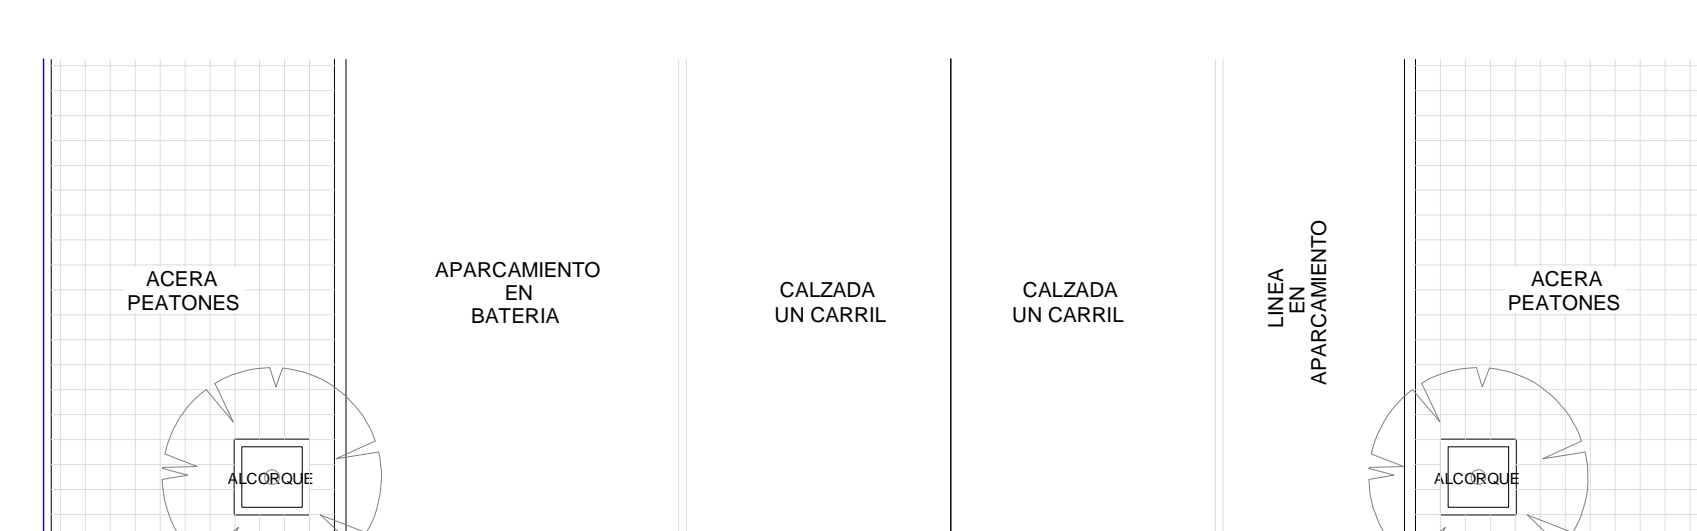 ACERA
PEATONES
APARCAMIENTO
EN
BATERIA
CALZADA
UN CARRIL
CALZADA
UN CARRIL
LINEA
EN
APARCAMIENTO
ACERA
PEATONES
ALCORQUE
ALCORQUE